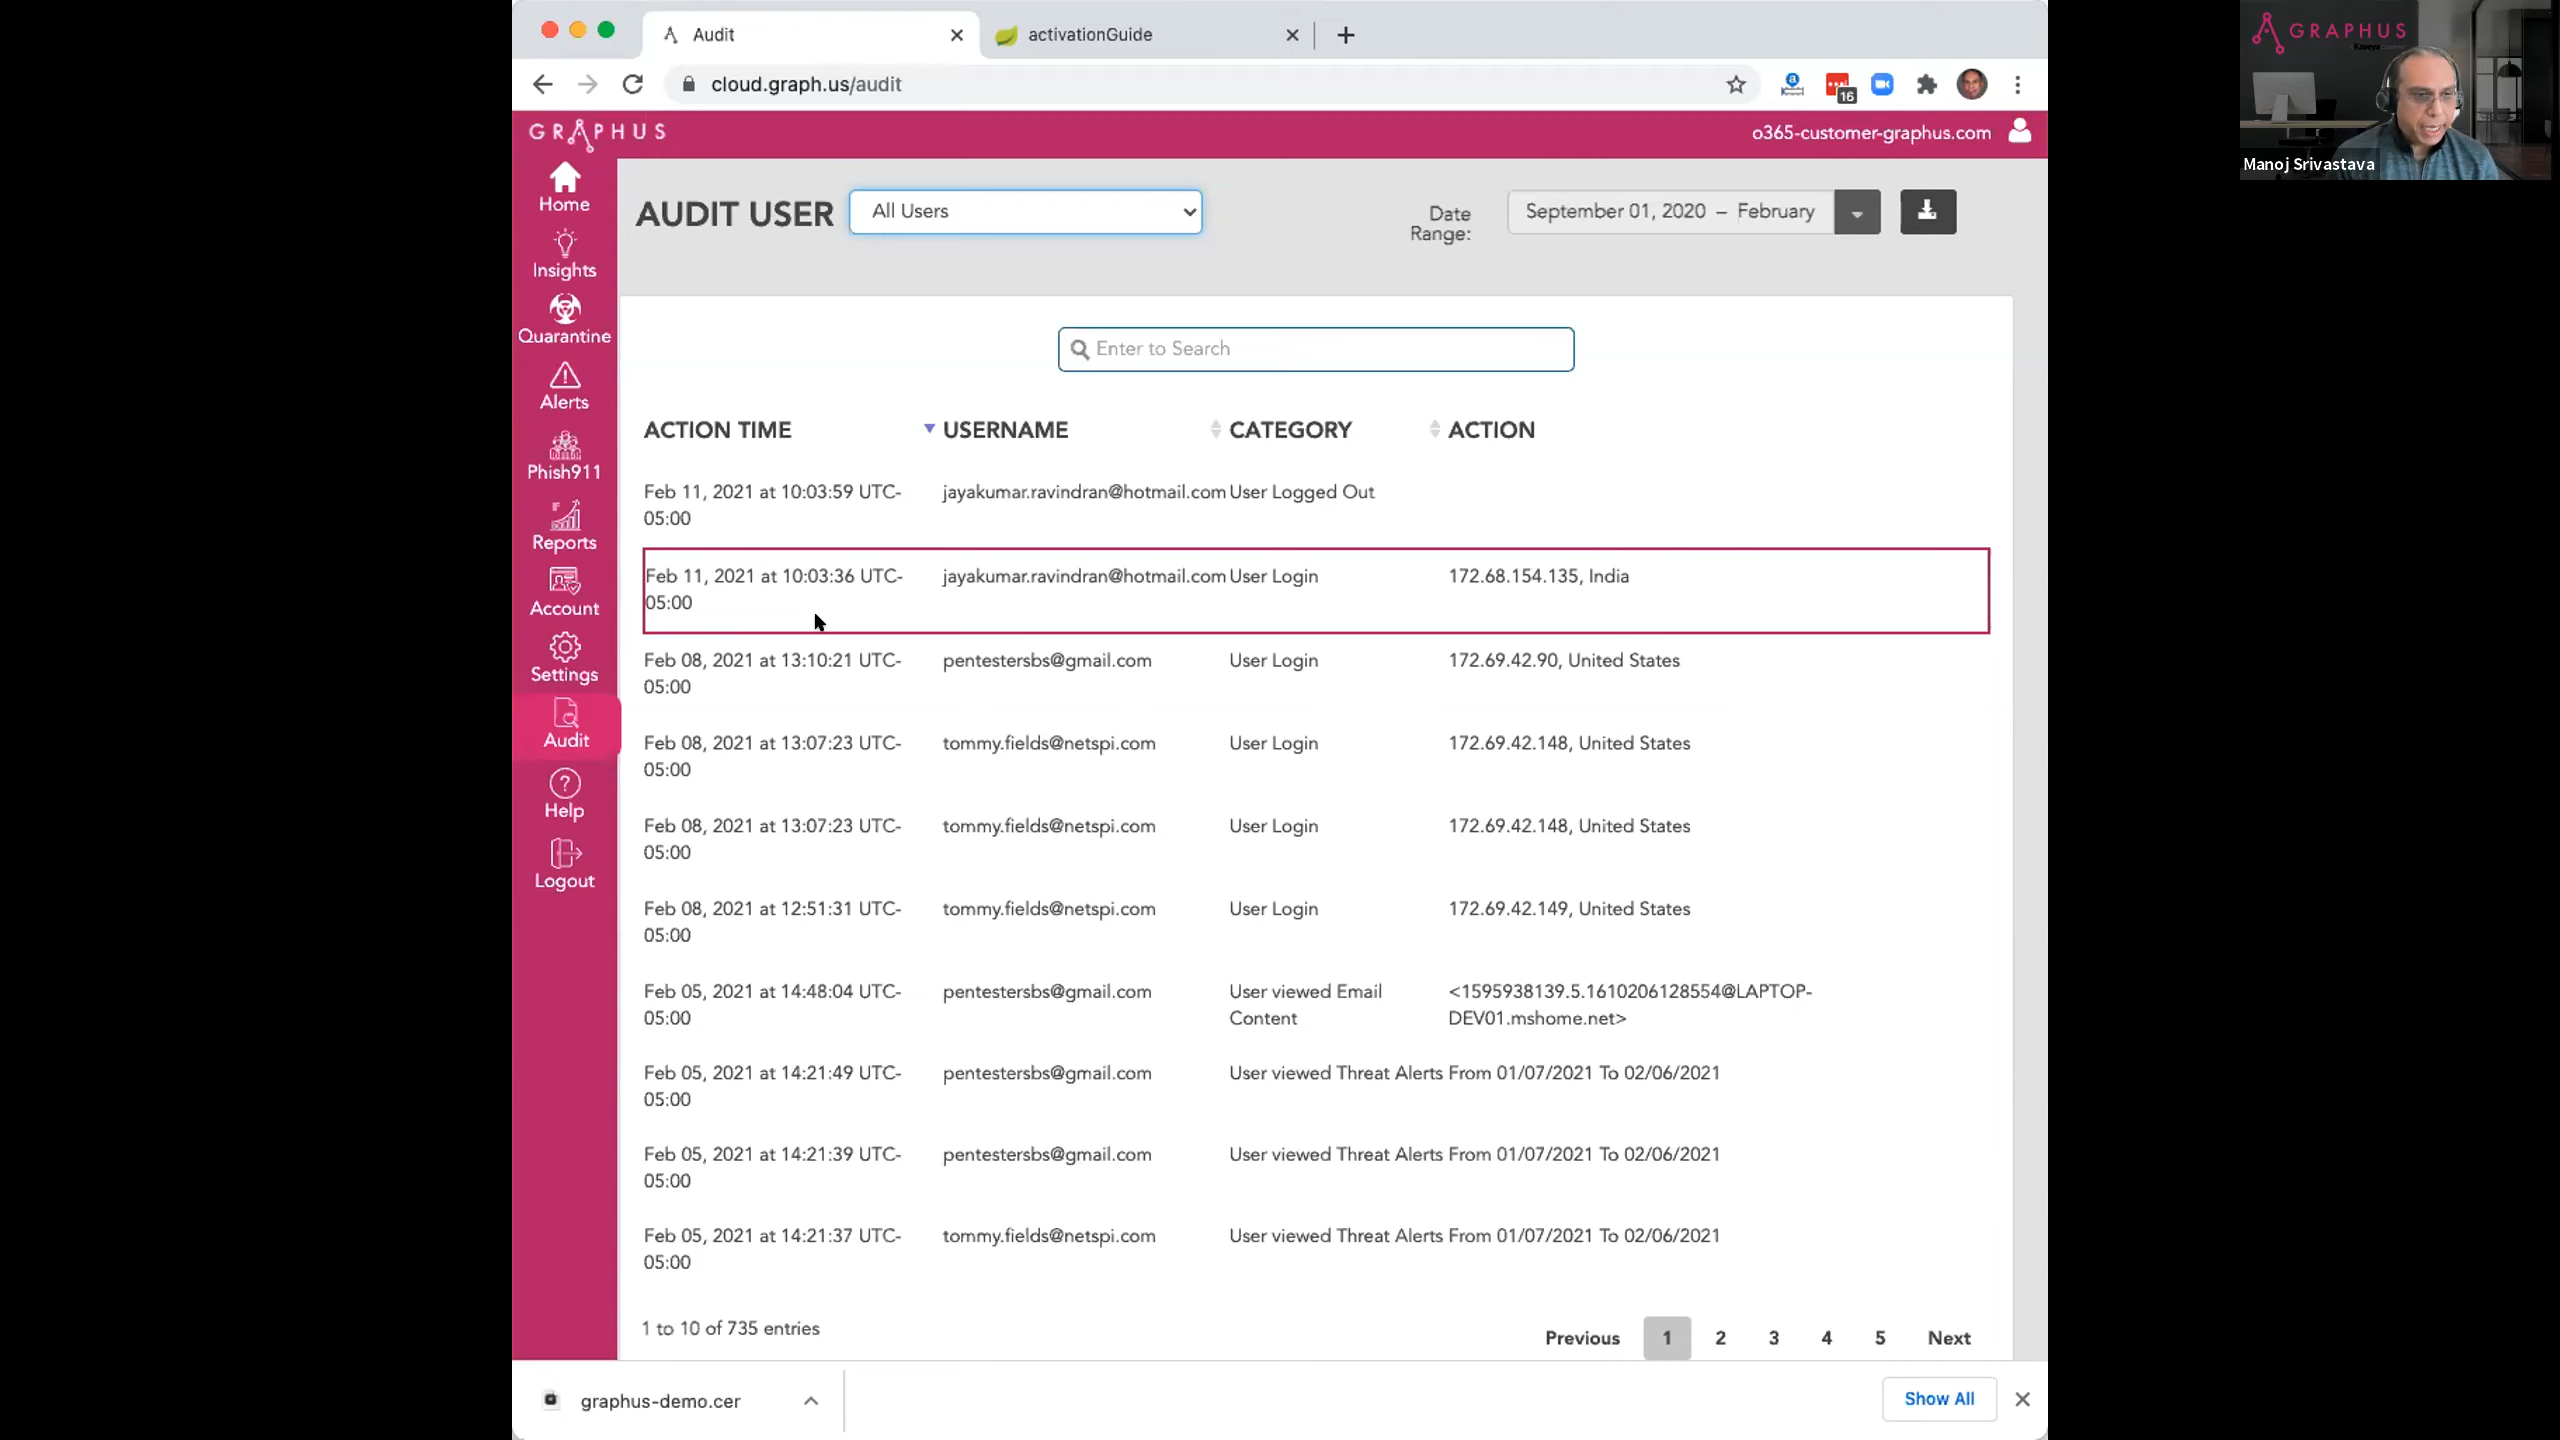 Audit
activationGuide
cloud.graph.us/audit
16
GRAPHUS
o365-customer-graphus.com
Home
Insights
Quarantine
Alerts
Phish911
Reports
Account
Settings
Audit
Help
Logout
AUDIT USER
All Users
Date
Range:
September 01, 2020 – February
Enter to Search
ACTION TIME USERNAME CATEGORY ACTION
Feb 11, 2021 at 10:03:59 UTC- jayakumar.ravindran@hotmail.com User Logged Out
05:00
Feb 11, 2021 at 10:03:36 UTC- jayakumar.ravindran@hotmail.com User Login 172.68.154.135, India
05:00
Feb 08, 2021 at 13:10:21 UTC- pentestersbs@gmail.com User Login 172.69.42.90, United States
05:00
Feb 08, 2021 at 13:07:23 UTC- tommy.fields@netspi.com User Login 172.69.42.148, United States
05:00
Feb 08, 2021 at 13:07:23 UTC- tommy.fields@netspi.com User Login 172.69.42.148, United States
05:00
Feb 08, 2021 at 12:51:31 UTC- tommy.fields@netspi.com User Login 172.69.42.149, United States
05:00
Feb 05, 2021 at 14:48:04 UTC- pentestersbs@gmail.com User viewed Email <1595938139.5.1610206128554@LAPTOP-
05:00 Content DEV01.mshome.net>
Feb 05, 2021 at 14:21:49 UTC- pentestersbs@gmail.com User viewed Threat Alerts From 01/07/2021 To 02/06/2021
05:00
Feb 05, 2021 at 14:21:39 UTC- pentestersbs@gmail.com User viewed Threat Alerts From 01/07/2021 To 02/06/2021
05:00
Feb 05, 2021 at 14:21:37 UTC- tommy.fields@netspi.com User viewed Threat Alerts From 01/07/2021 To 02/06/2021
05:00
1 to 10 of 735 entries
Previous 1 2 3 4 5 Next
graphus-demo.cer
Show All
GRAPHUS
Manoj Srivastava